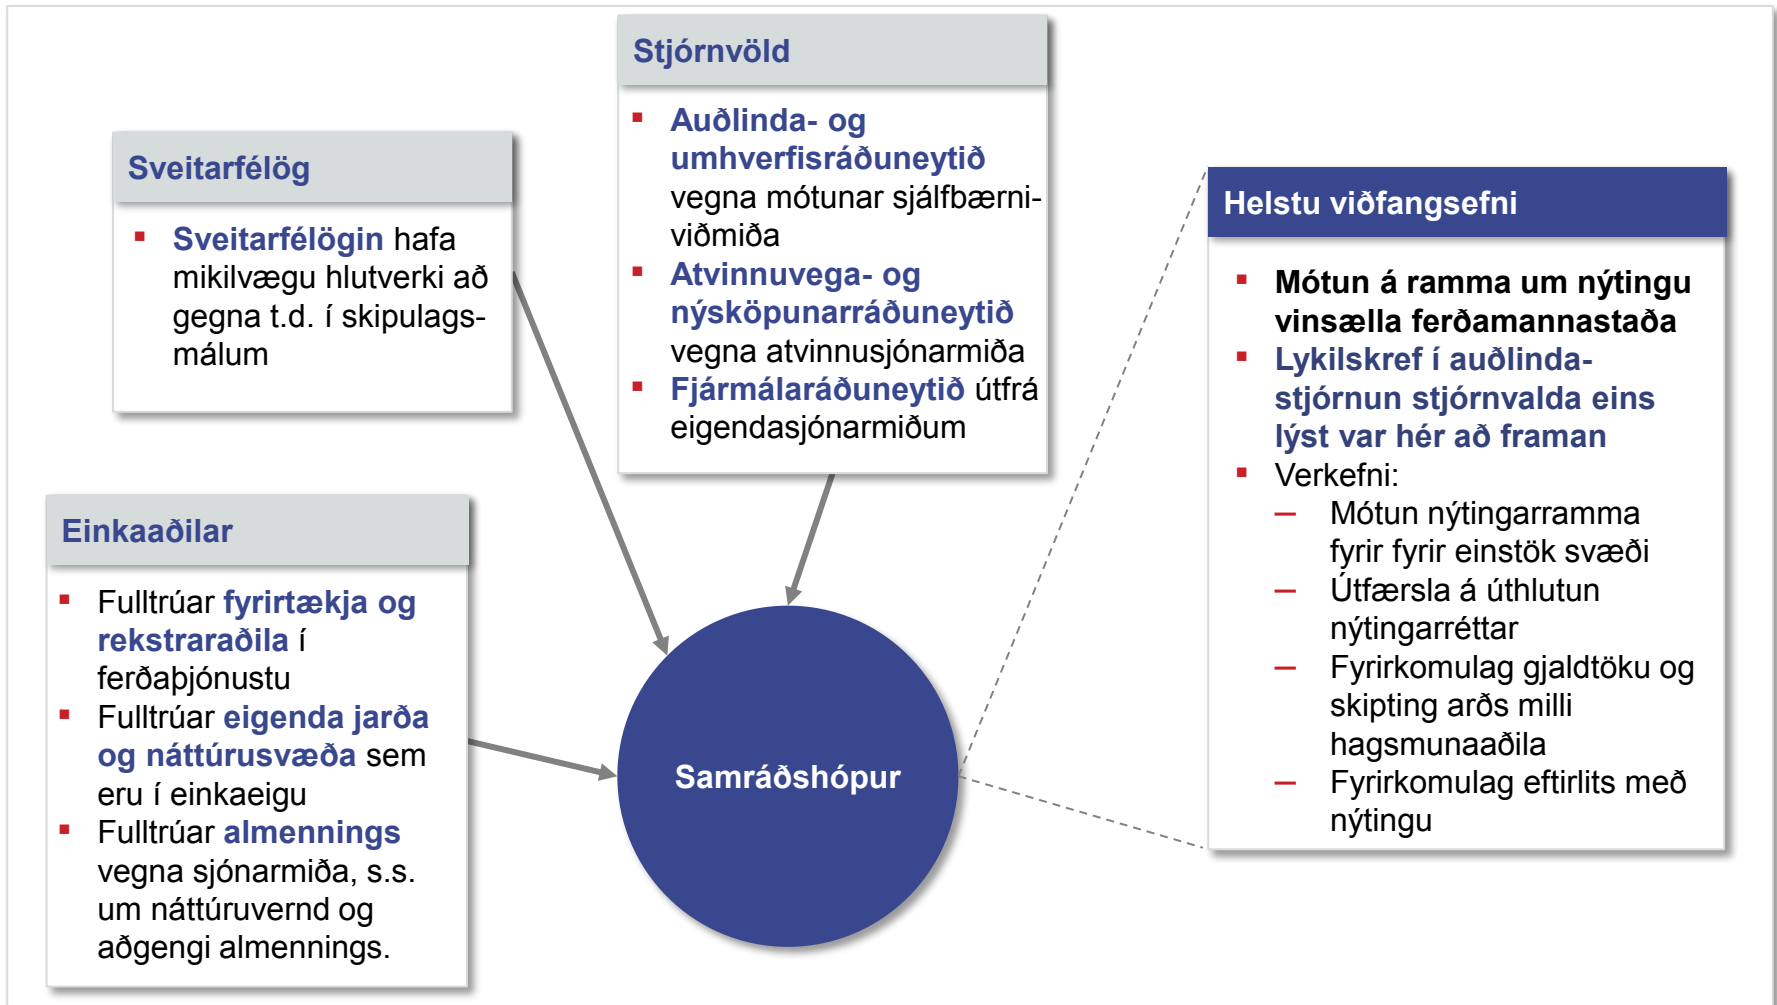 Stjórnvöld
Auðlinda- og
umhverfisráðuneytið
vegna mótunar sjálfbærni-
viðmiða
Atvinnuvega- og
nýsköpunarráðuneytið
vegna atvinnusjónarmiða
Fjármálaráðuneytið útfrá
eigendasjónarmiðum
Sveitarfélög
Sveitarfélögin hafa
mikilvægu hlutverki að
gegna t.d. í skipulags-
málum
Einkaaðilar
Fulltrúar fyrirtækja og
rekstraraðila í
ferðaþjónustu
Fulltrúar eigenda jarða
og náttúrusvæða sem
eru í einkaeigu
Fulltrúar almennings
vegna sjónarmiða, s.s.
um náttúruvernd og
aðgengi almennings.
Samráðshópur
Helstu viðfangsefni
Mótun á ramma um nýtingu
vinsælla ferðamannastaða
Lykilskref í auðlinda-
stjórnun stjórnvalda eins
lýst var hér að framan
Verkefni:
– Mótun nýtingarramma
fyrir fyrir einstök svæði
– Útfærsla á úthlutun
nýtingarréttar
– Fyrirkomulag gjaldtöku og
skipting arðs milli
hagsmunaaðila
– Fyrirkomulag eftirlits með
nýtingu